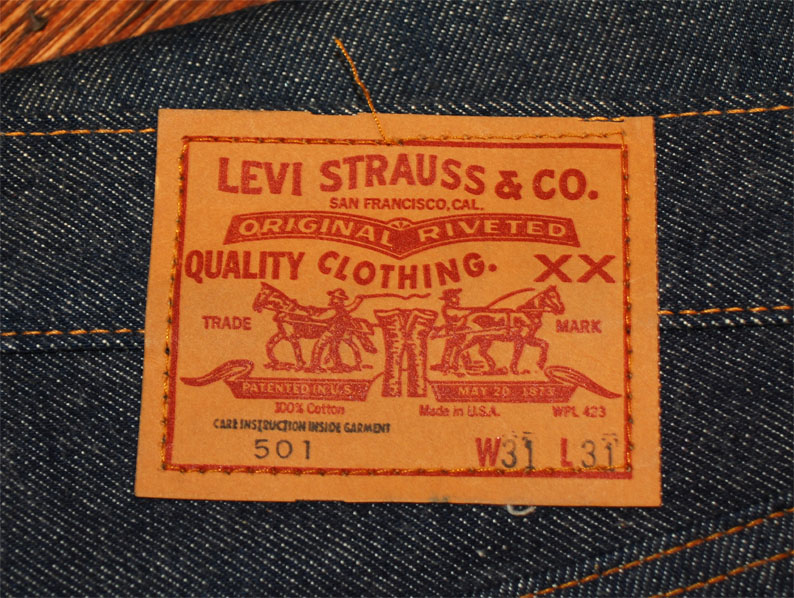 LEVI STRAUSS & CO.
SAN FRANCISCO, CAL.
ORIGINAL RIVETED
QUALITY CLOTHING. XX
TRADE MARK
PATENTED IN U.S. MAY 20, 1873
100% Cotton Made in U.S.A. WPL 423
CARE INSTRUCTION INSIDE GARMENT
501 W31 L31